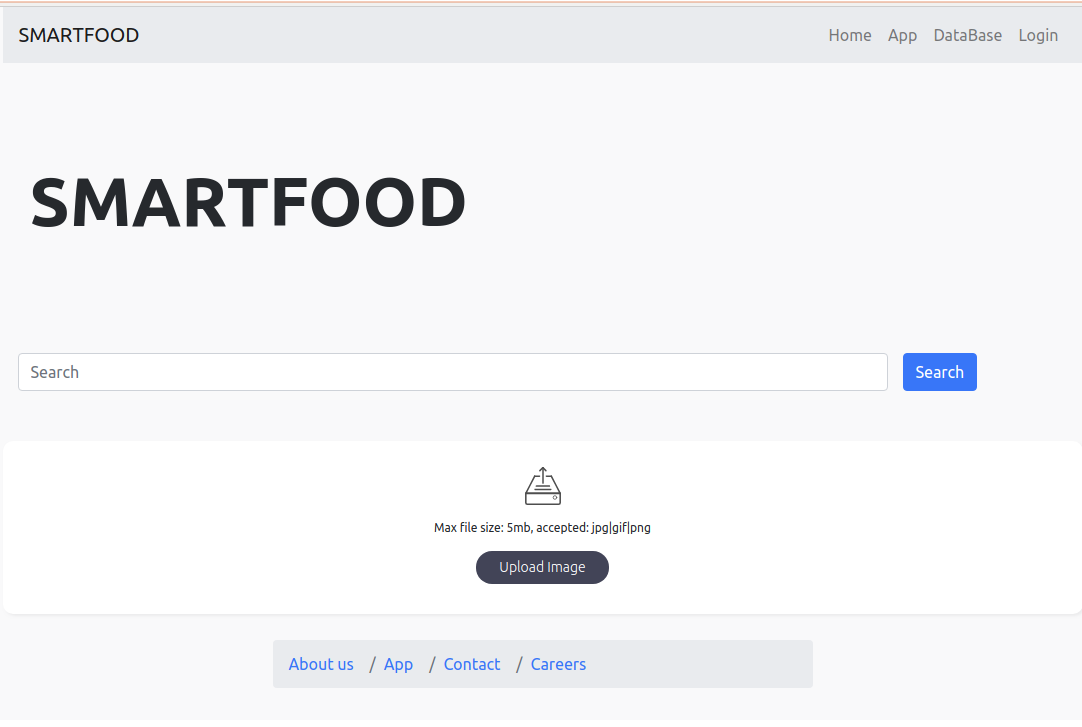 SMARTFOOD Home App DataBase Login
SMARTFOOD
Search Search
Max file size: 5mb, accepted: jpg|gif|png
Upload Image
About us / App / Contact / Careers